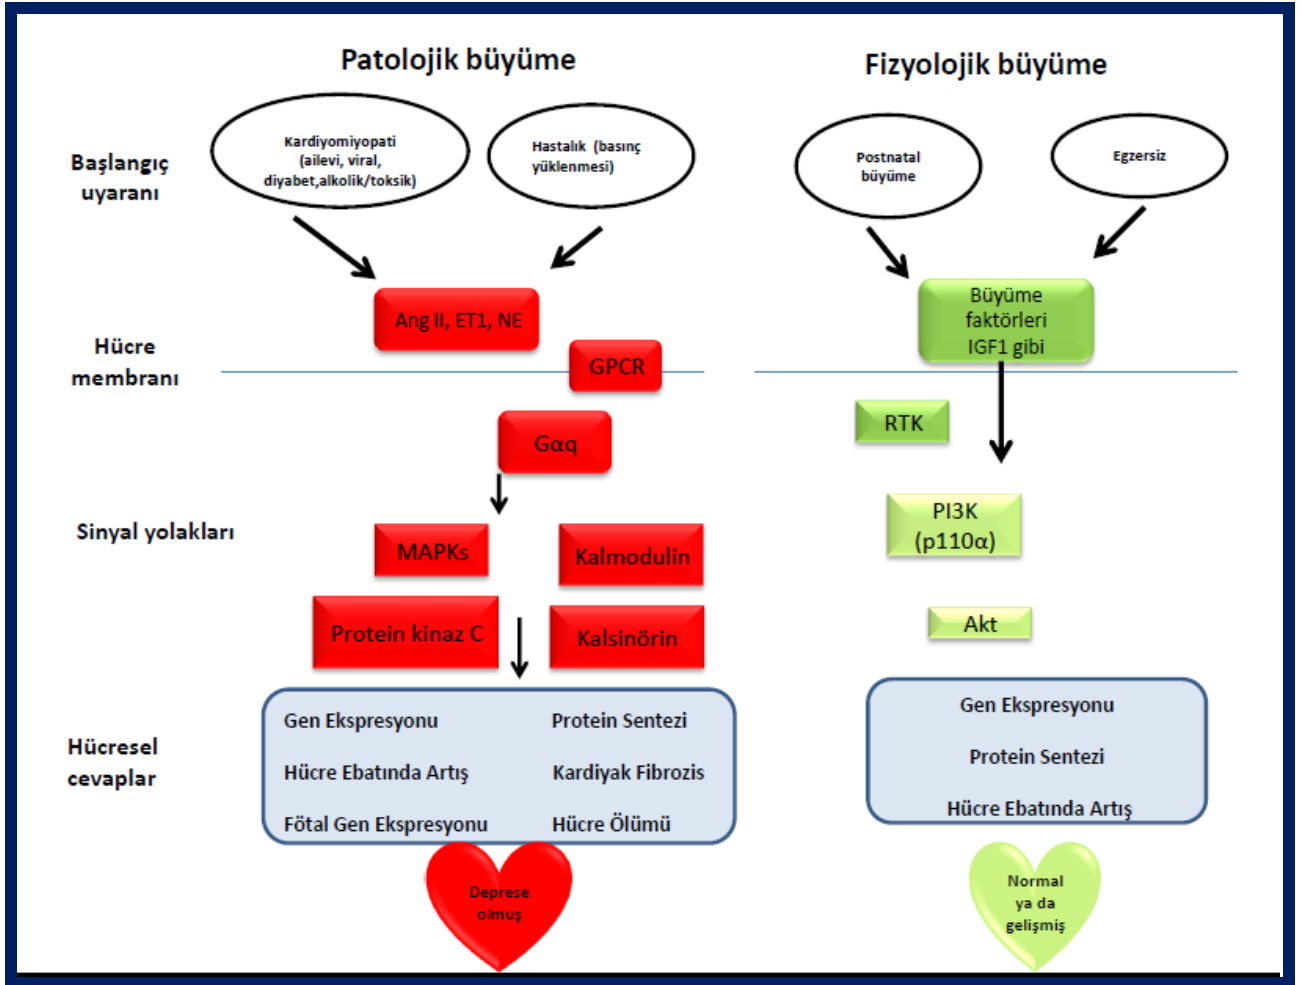 Patolojik büyüme
Fizyolojik büyüme
Başlangıç
uyaranı
Kardiyomiyopati
(ailevi, viral,
diyabet,alkolik/toksik)
Hastalık (basınç
yüklenmesi)
Postnatal
büyüme
Egzersiz
Hücre
membranı
Ang II, ET1, NE
GPCR
Büyüme
faktörleri
IGF1 gibi
Gαq
RTK
Sinyal yolakları
MAPKs
Kalmodulin
Protein kinaz C
Kalsinörin
PI3K
(p110α)
Akt
Hücresel
cevaplar
Gen Ekspresyonu
Protein Sentezi
Hücre Ebatında Artış
Kardiyak Fibrozis
Fötal Gen Ekspresyonu
Hücre Ölümü
Gen Ekspresyonu
Protein Sentezi
Hücre Ebatında Artış
Deprese
olmuş
Normal
ya da
gelişmiş